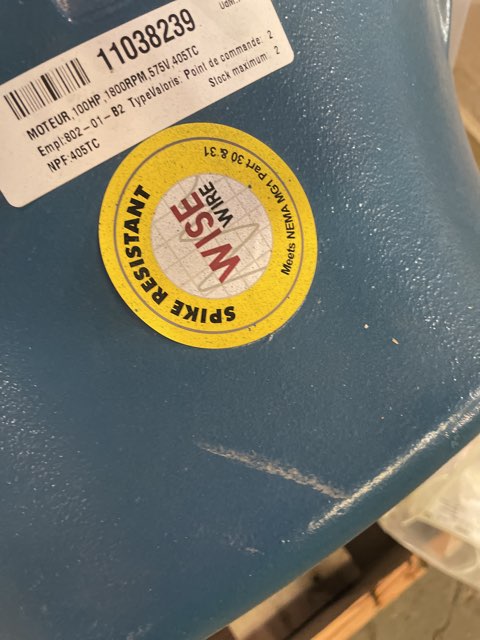 11038239
MOTEUR,100HP,1800RPM,575V,405TC
Empl:802-01-B2 TypeValoris: Point de commande: 2
Stock maximum: 2
NPF:405TC
SPIKE RESISTANT
WISE
WIRE
Meets NEMA MG1 Part 30 & 31